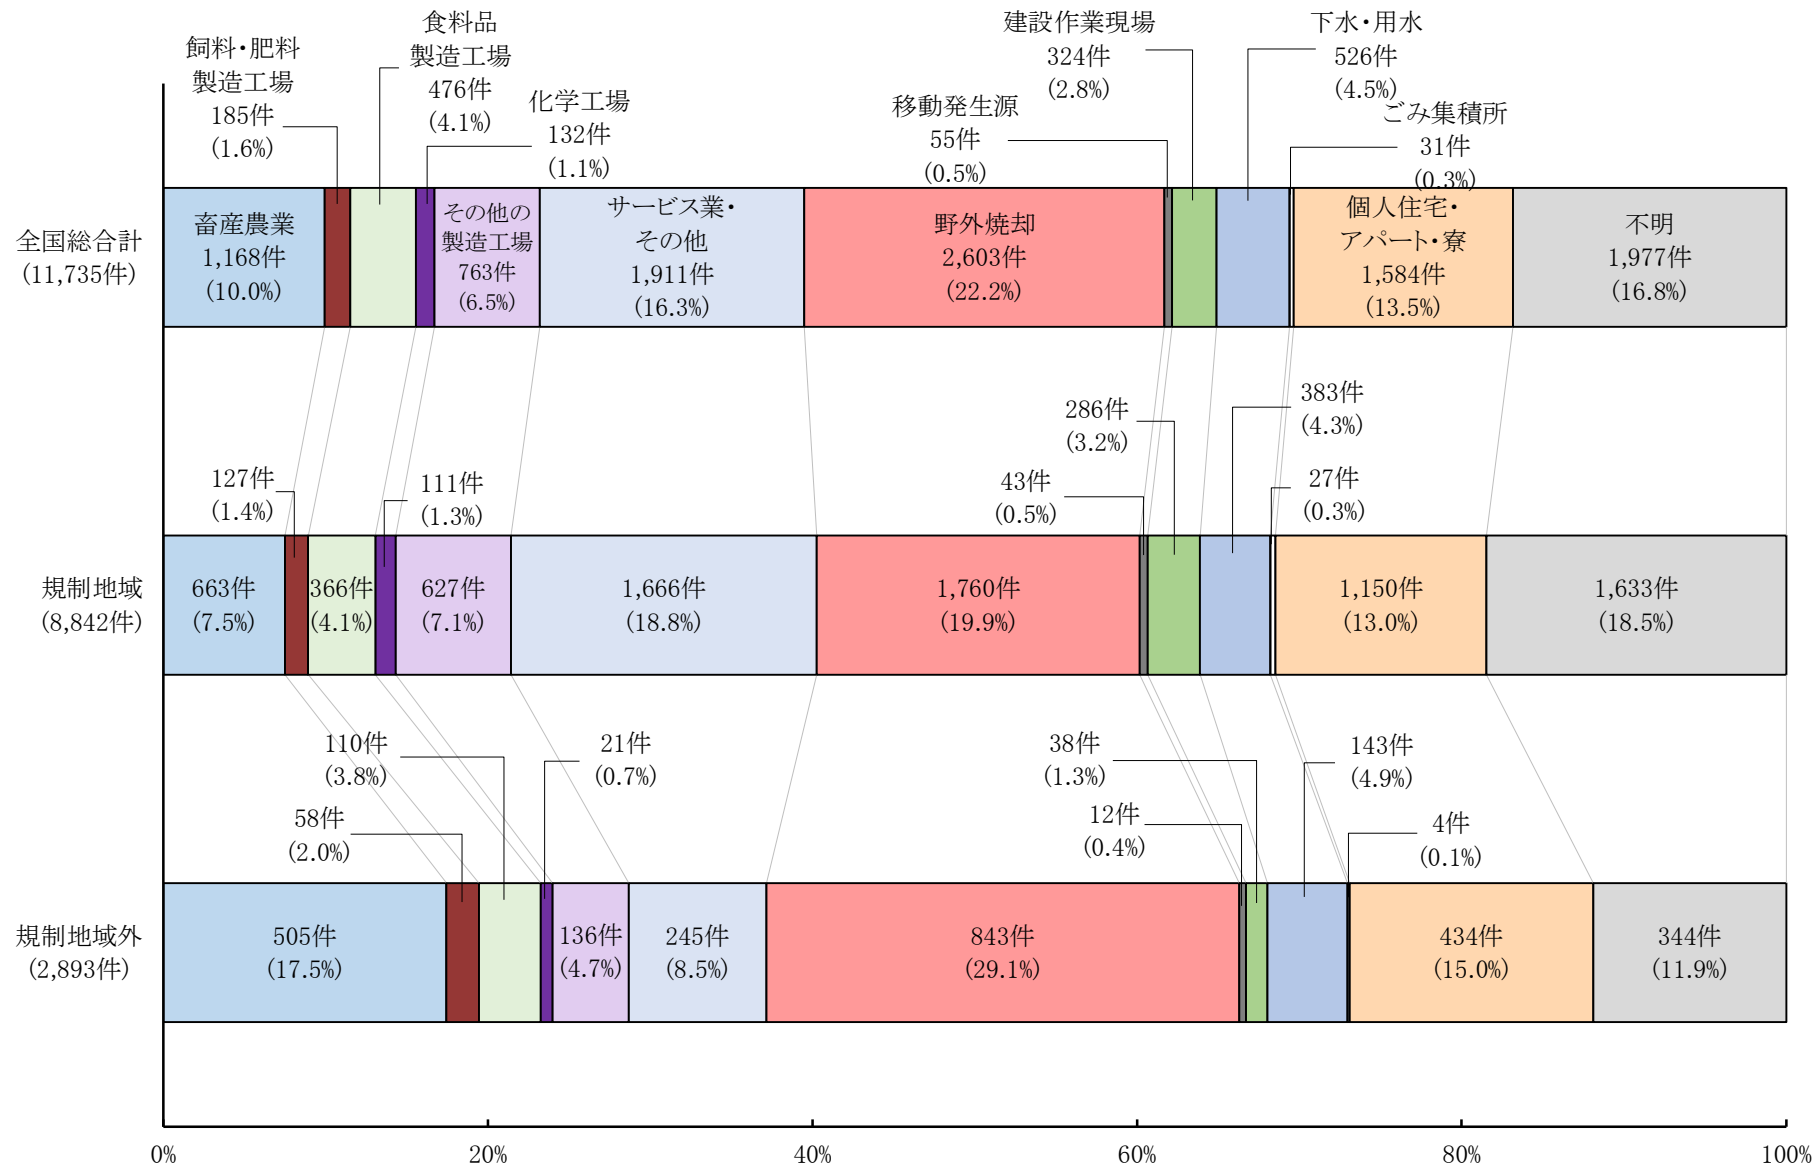 飼料・肥料
製造工場
185件
(1.6%)
食料品
製造工場
476件
(4.1%)
化学工場
132件
(1.1%)
移動発生源
55件
(0.5%)
建設作業現場
324件
(2.8%)
下水・用水
526件
(4.5%)
ごみ集積所
31件
(0.3%)
全国総合計
(11,735件)
畜産農業
1,168件
(10.0%)
その他の
製造工場
763件
(6.5%)
サービス業・
その他
1,911件
(16.3%)
野外焼却
2,603件
(22.2%)
個人住宅・
アパート・寮
1,584件
(13.5%)
不明
1,977件
(16.8%)
127件
(1.4%)
111件
(1.3%)
43件
(0.5%)
286件
(3.2%)
383件
(4.3%)
27件
(0.3%)
規制地域
(8,842件)
663件
(7.5%)
366件
(4.1%)
627件
(7.1%)
1,666件
(18.8%)
1,760件
(19.9%)
1,150件
(13.0%)
1,633件
(18.5%)
58件
(2.0%)
110件
(3.8%)
21件
(0.7%)
12件
(0.4%)
38件
(1.3%)
143件
(4.9%)
4件
(0.1%)
規制地域外
(2,893件)
505件
(17.5%)
136件
(4.7%)
245件
(8.5%)
843件
(29.1%)
434件
(15.0%)
344件
(11.9%)
0%
20%
40%
60%
80%
100%